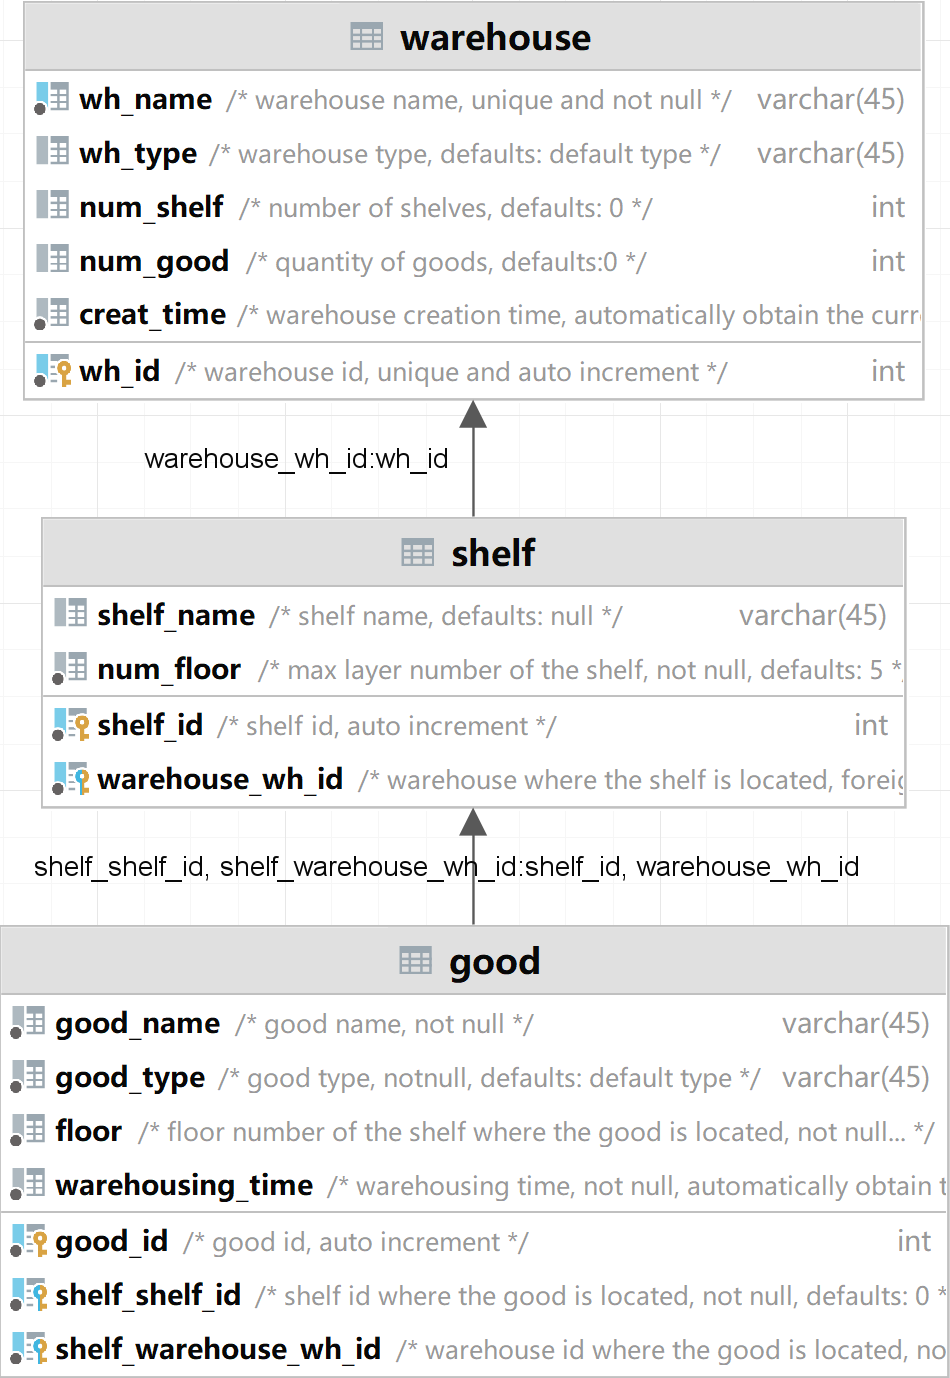 warehouse
wh_name /* warehouse name, unique and not null */ varchar(45)
wh_type /* warehouse type, defaults: default type */ varchar(45)
num_shelf /* number of shelves, defaults: 0 */ int
num_good /* quantity of goods, defaults:0 */ int
creat_time /* warehouse creation time, automatically obtain the
wh_id /* warehouse id, unique and auto increment */ int
warehouse_wh_id:wh_id
shelf
shelf_name /* shelf name, defaults: null */ varchar(45)
num_floor /* max layer number of the shelf, not null, defaults: 5 *
shelf_id /* shelf id, auto increment */ int
warehouse_wh_id /* warehouse where the shelf is located,
shelf_shelf_id, shelf_warehouse_wh_id:shelf_id, warehouse_wh_id
good
good_name /* good name, not null */ varchar(45)
good_type /* good type, notnull, defaults: default type */ varchar(45)
floor /* floor number of the shelf where the good is located, not null... */
warehousing_time /* warehousing time, not null, automatically obtain
good_id /* good id, auto increment */ int
shelf_shelf_id /* shelf id where the good is located, not null, defaults: 0 *
shelf_warehouse_wh_id /* warehouse id where the good is located,